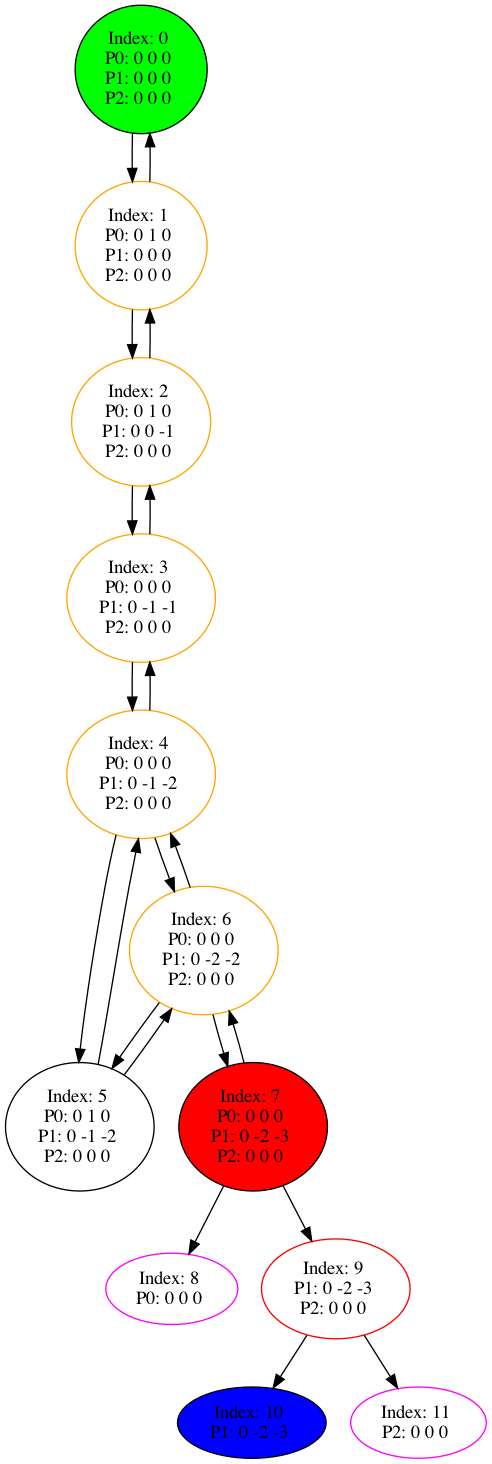 Index: 0
P0: 0 0 0
P1: 0 0 0
P2: 0 0 0
Index: 1
P0: 0 1 0
P1: 0 0 0
P2: 0 0 0
Index: 2
P0: 0 1 0
P1: 0 0 -1
P2: 0 0 0
Index: 3
P0: 0 0 0
P1: 0 -1 -1
P2: 0 0 0
Index: 4
P0: 0 0 0
P1: 0 -1 -2
P2: 0 0 0
Index: 6
P0: 0 0 0
P1: 0 -2 -2
P2: 0 0 0
Index: 5
P0: 0 1 0
P1: 0 -1 -2
P2: 0 0 0
Index: 7
P0: 0 0 0
P1: 0 -2 -3
P2: 0 0 0
Index: 8
P0: 0 0 0
Index: 9
P1: 0 -2 -3
P2: 0 0 0
Index: 10
P1: 0 -2 -3
Index: 11
P2: 0 0 0